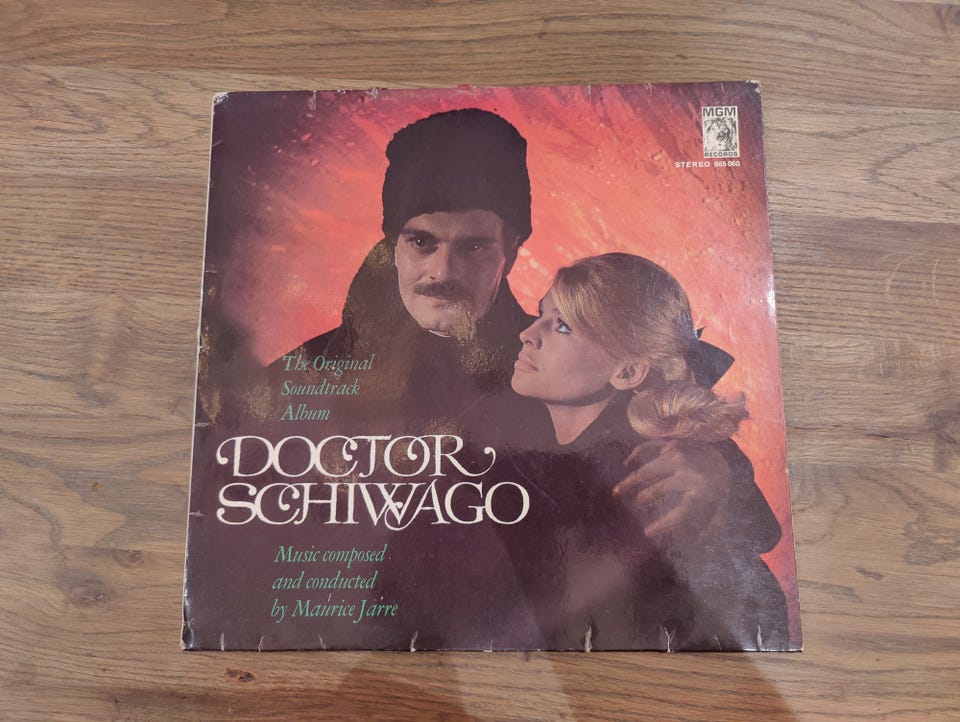 MGM
RECORDS
STEREO 665 060
The Original
Soundtrack
Album
DOCTOR
SCHIWAGO
Music composed
and conducted
by Maurice Jarre